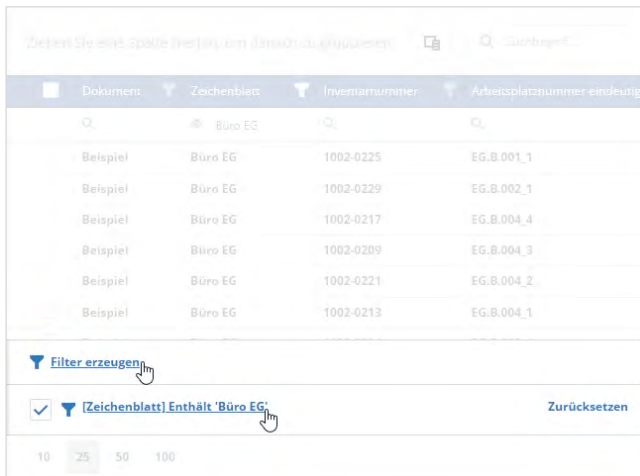 Ziehen Sie eine Spalte hierhin, um danach zu gruppieren Suchbegriff...
Dokument Zeichenblatt Inventarnummer Arbeitsplatznummer eindeutig
Büro EG
Beispiel Büro EG 1002-0225 EG.B.001_1
Beispiel Büro EG 1002-0229 EG.B.002_1
Beispiel Büro EG 1002-0217 EG.B.004_4
Beispiel Büro EG 1002-0209 EG.B.004_3
Beispiel Büro EG 1002-0221 EG.B.004_2
Beispiel Büro EG 1002-0213 EG.B.004_1
Filter erzeugen
[Zeichenblatt] Enthält 'Büro EG' Zurücksetzen
10 25 50 100